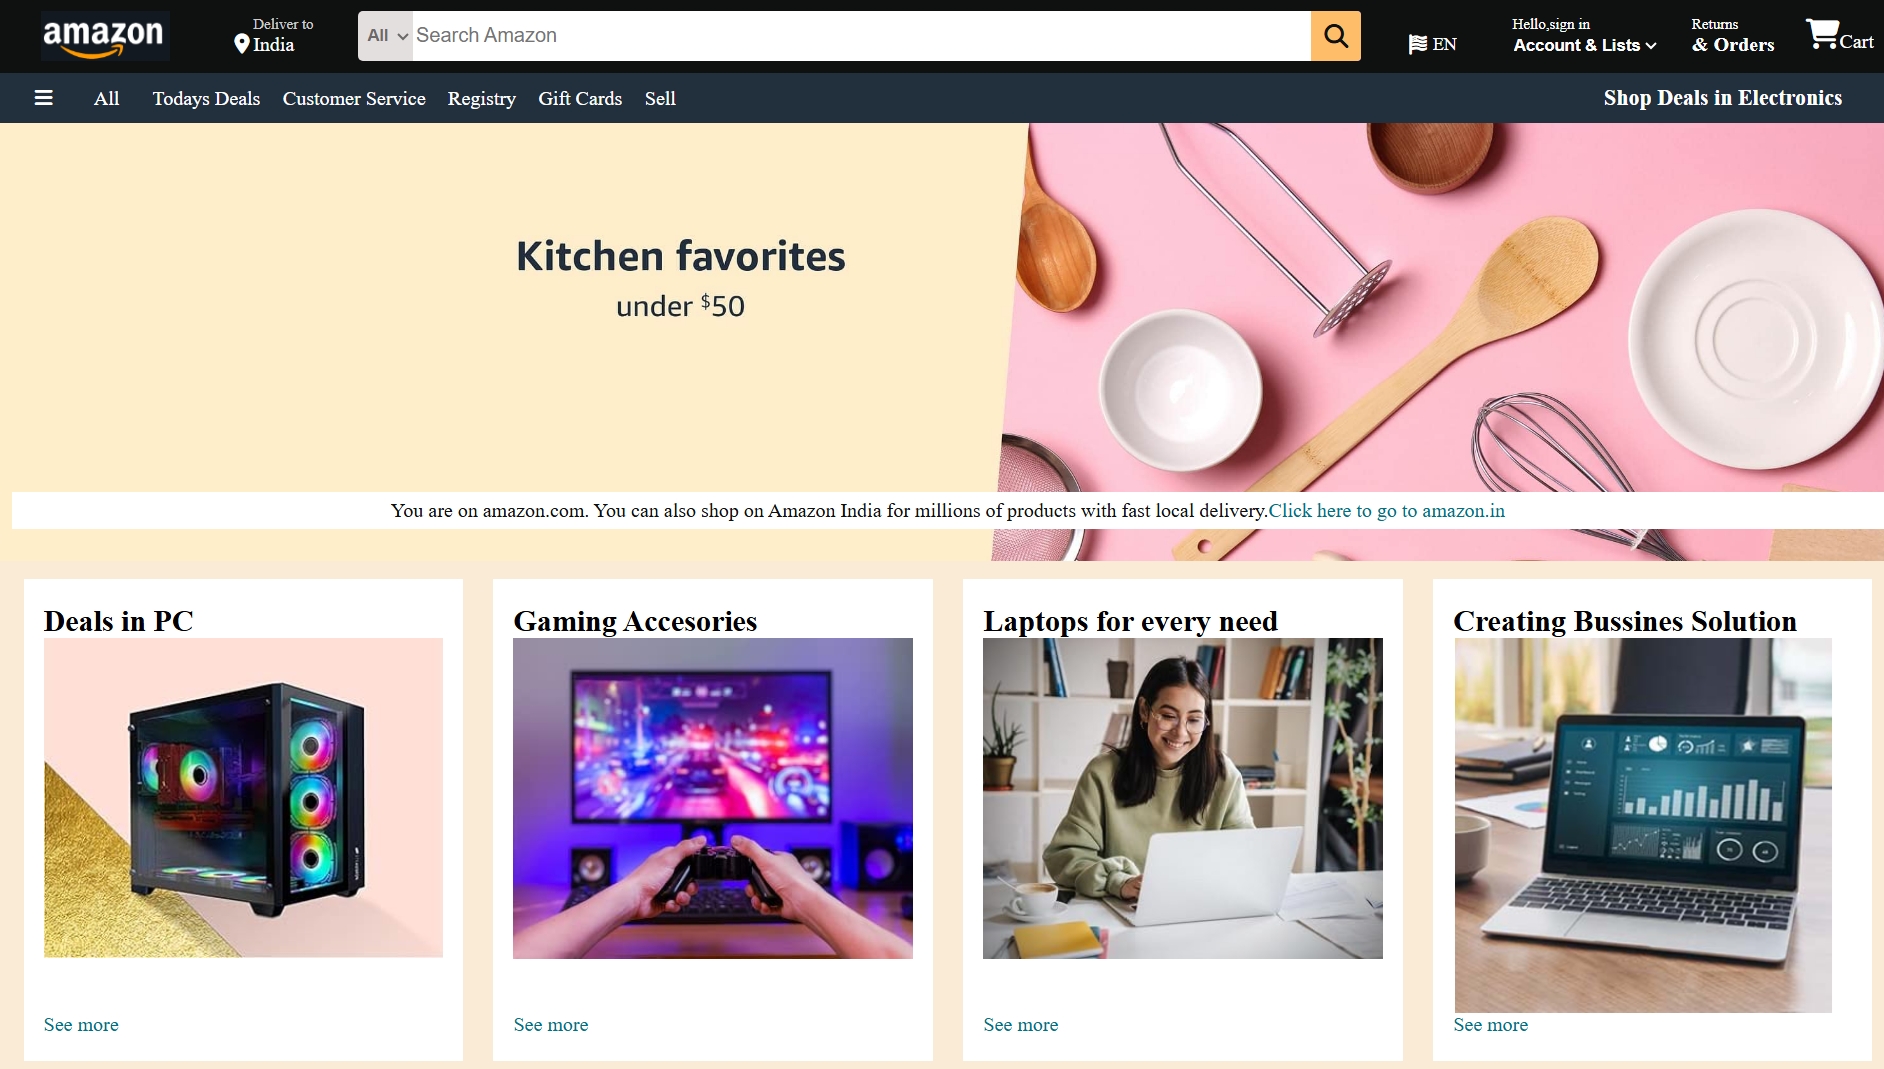 amazon
Deliver to
India
All
Search Amazon
EN
Hello,sign in
Account & Lists
Returns
& Orders
Cart
All
Todays Deals
Customer Service
Registry
Gift Cards
Sell
Shop Deals in Electronics
Kitchen favorites
under $50
You are on amazon.com. You can also shop on Amazon India for millions of products with fast local delivery.Click here to go to amazon.in
Deals in PC
Gaming Accesories
Laptops for every need
Creating Bussines Solution
See more
See more
See more
See more